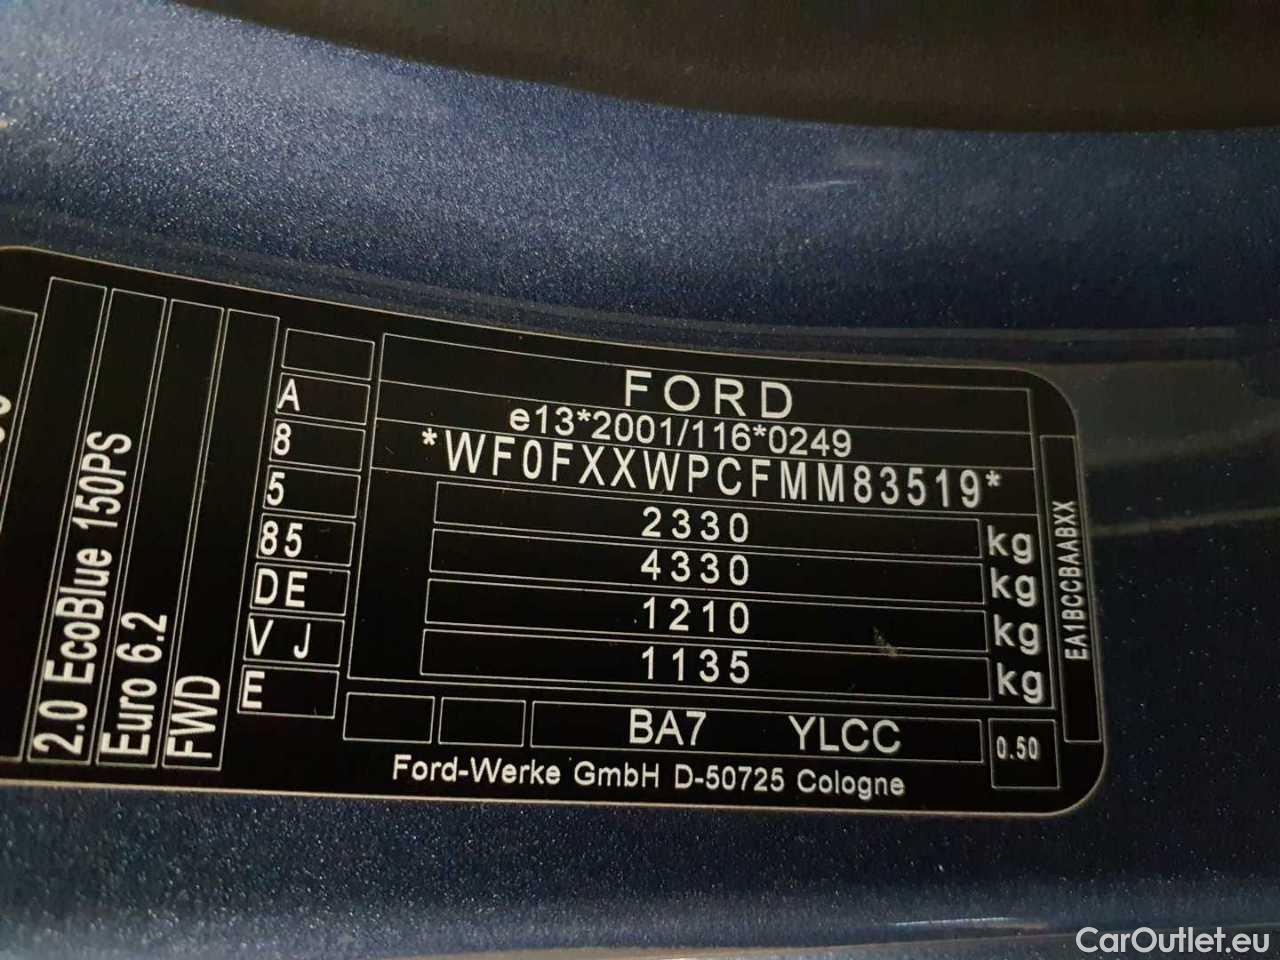 FORD
e13*2001/116*0249
*WF0FXXWPCFMM83519*
2330 kg
4330 kg
1210 kg
1135 kg
BA7 YLCC
0.50
Ford-Werke GmbH D-50725 Cologne
EA1BCCBAABXX
A
8
5
85
DE
V J
E
FWD
Euro 6.2
2.0 EcoBlue 150PS
CarOutlet.eu